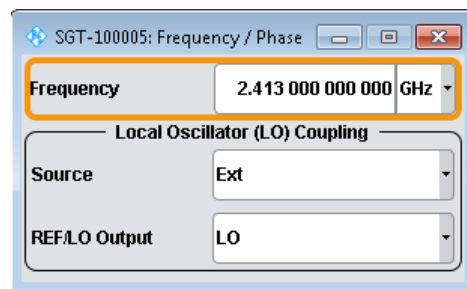 SGT-100005: Frequency / Phase
Frequency 2.413 000 000 000 GHz
Local Oscillator (LO) Coupling
Source Ext
REF/LO Output LO